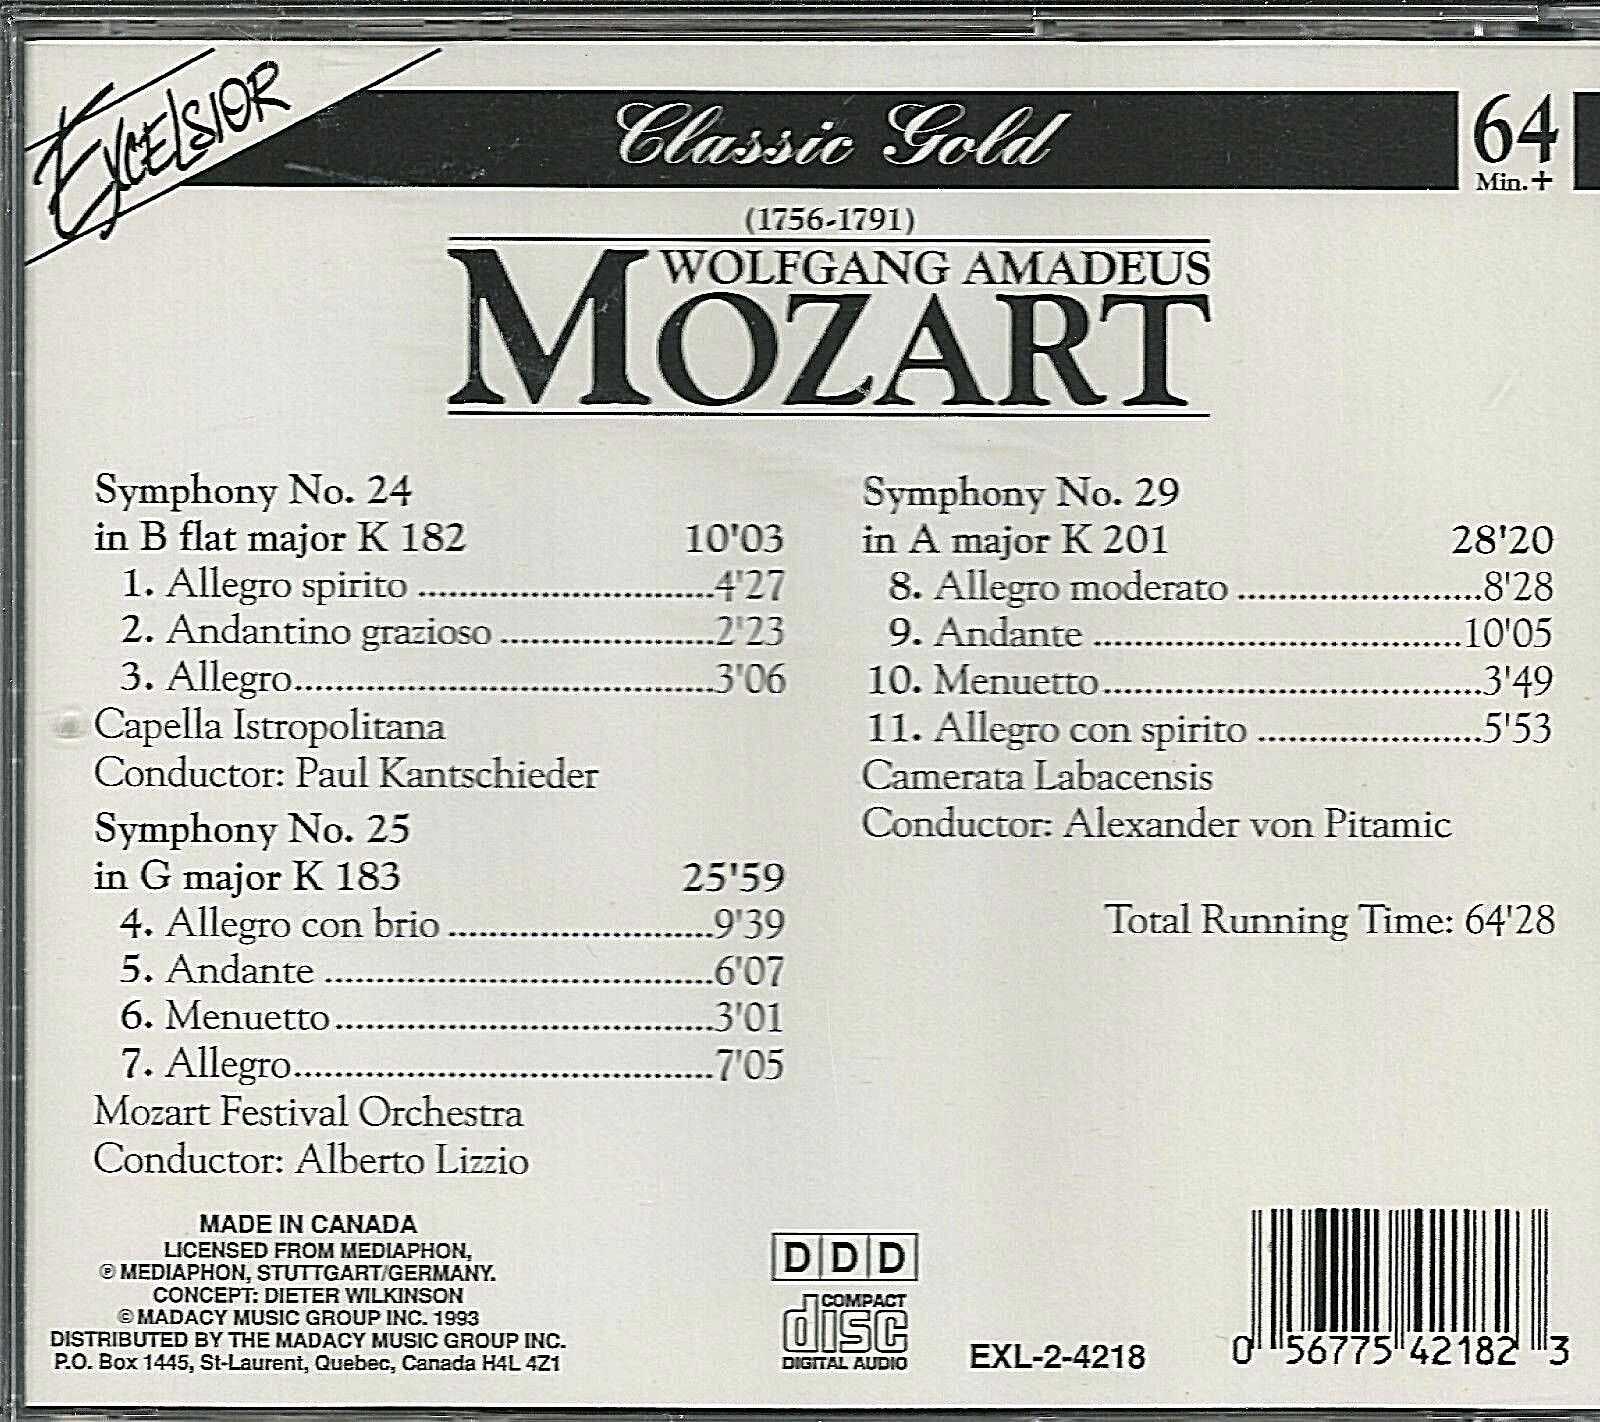 EXCELSIOR
Classic Gold
64
Min.+
(1756-1791)
WOLFGANG AMADEUS
MOZART
Symphony No. 24
in B flat major K 182 10'03
1. Allegro spirito ............................4'27
2. Andantino grazioso ....................2'23
3. Allegro........................................3'06
Capella Istropolitana
Conductor: Paul Kantschieder
Symphony No. 25
in G major K 183 25'59
4. Allegro con brio .........................9'39
5. Andante .....................................6'07
6. Menuetto....................................3'01
7. Allegro........................................7'05
Mozart Festival Orchestra
Conductor: Alberto Lizzio
Symphony No. 29
in A major K 201 28'20
8. Allegro moderato .......................8'28
9. Andante ...................................10'05
10. Menuetto....................................3'49
11. Allegro con spirito .....................5'53
Camerata Labacensis
Conductor: Alexander von Pitamic
Total Running Time: 64'28
MADE IN CANADA
LICENSED FROM MEDIAPHON,
℗ MEDIAPHON, STUTTGART/GERMANY.
CONCEPT: DIETER WILKINSON
© MADACY MUSIC GROUP INC. 1993
DISTRIBUTED BY THE MADACY MUSIC GROUP INC.
P.O. Box 1445, St-Laurent, Quebec, Canada H4L 4Z1
DDD
COMPACT
disc
DIGITAL AUDIO
EXL-2-4218
0 56775 42182 3